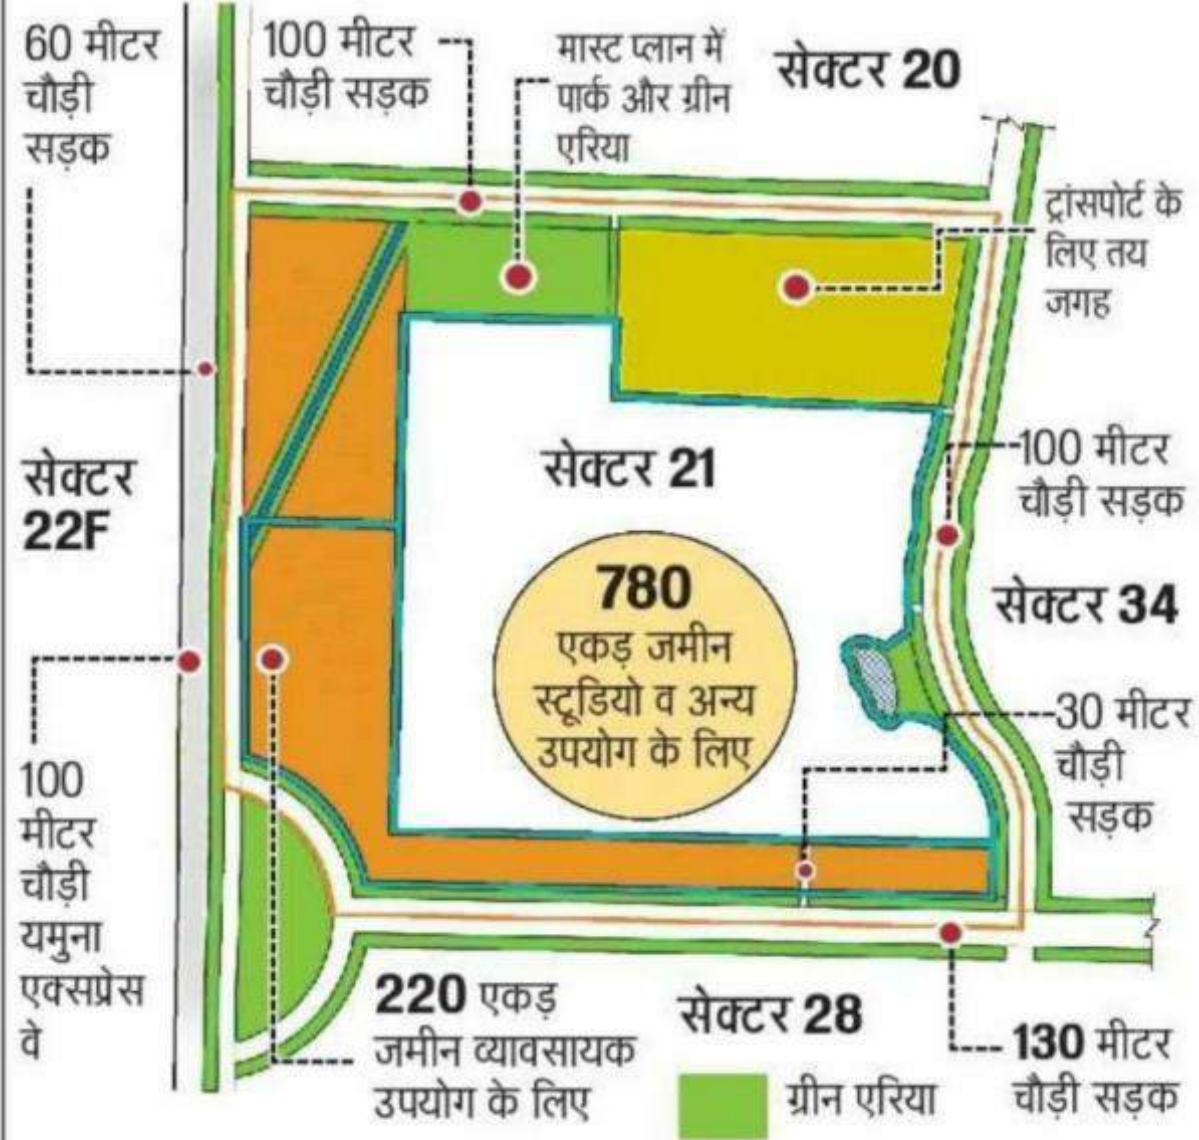 60 मीटर
चौड़ी
सड़क
100 मीटर
चौड़ी सड़क
मास्ट प्लान में
पार्क और ग्रीन
एरिया
सेक्टर 20
ट्रांसपोर्ट के
लिए तय
जगह
सेक्टर
22F
सेक्टर 21
100 मीटर
चौड़ी सड़क
780
एकड़ जमीन
स्टूडियो व अन्य
उपयोग के लिए
सेक्टर 34
30 मीटर
चौड़ी
सड़क
100
मीटर
चौड़ी
यमुना
एक्सप्रेस
वे
220 एकड़
जमीन व्यावसायक
उपयोग के लिए
सेक्टर 28
ग्रीन एरिया
130 मीटर
चौड़ी सड़क